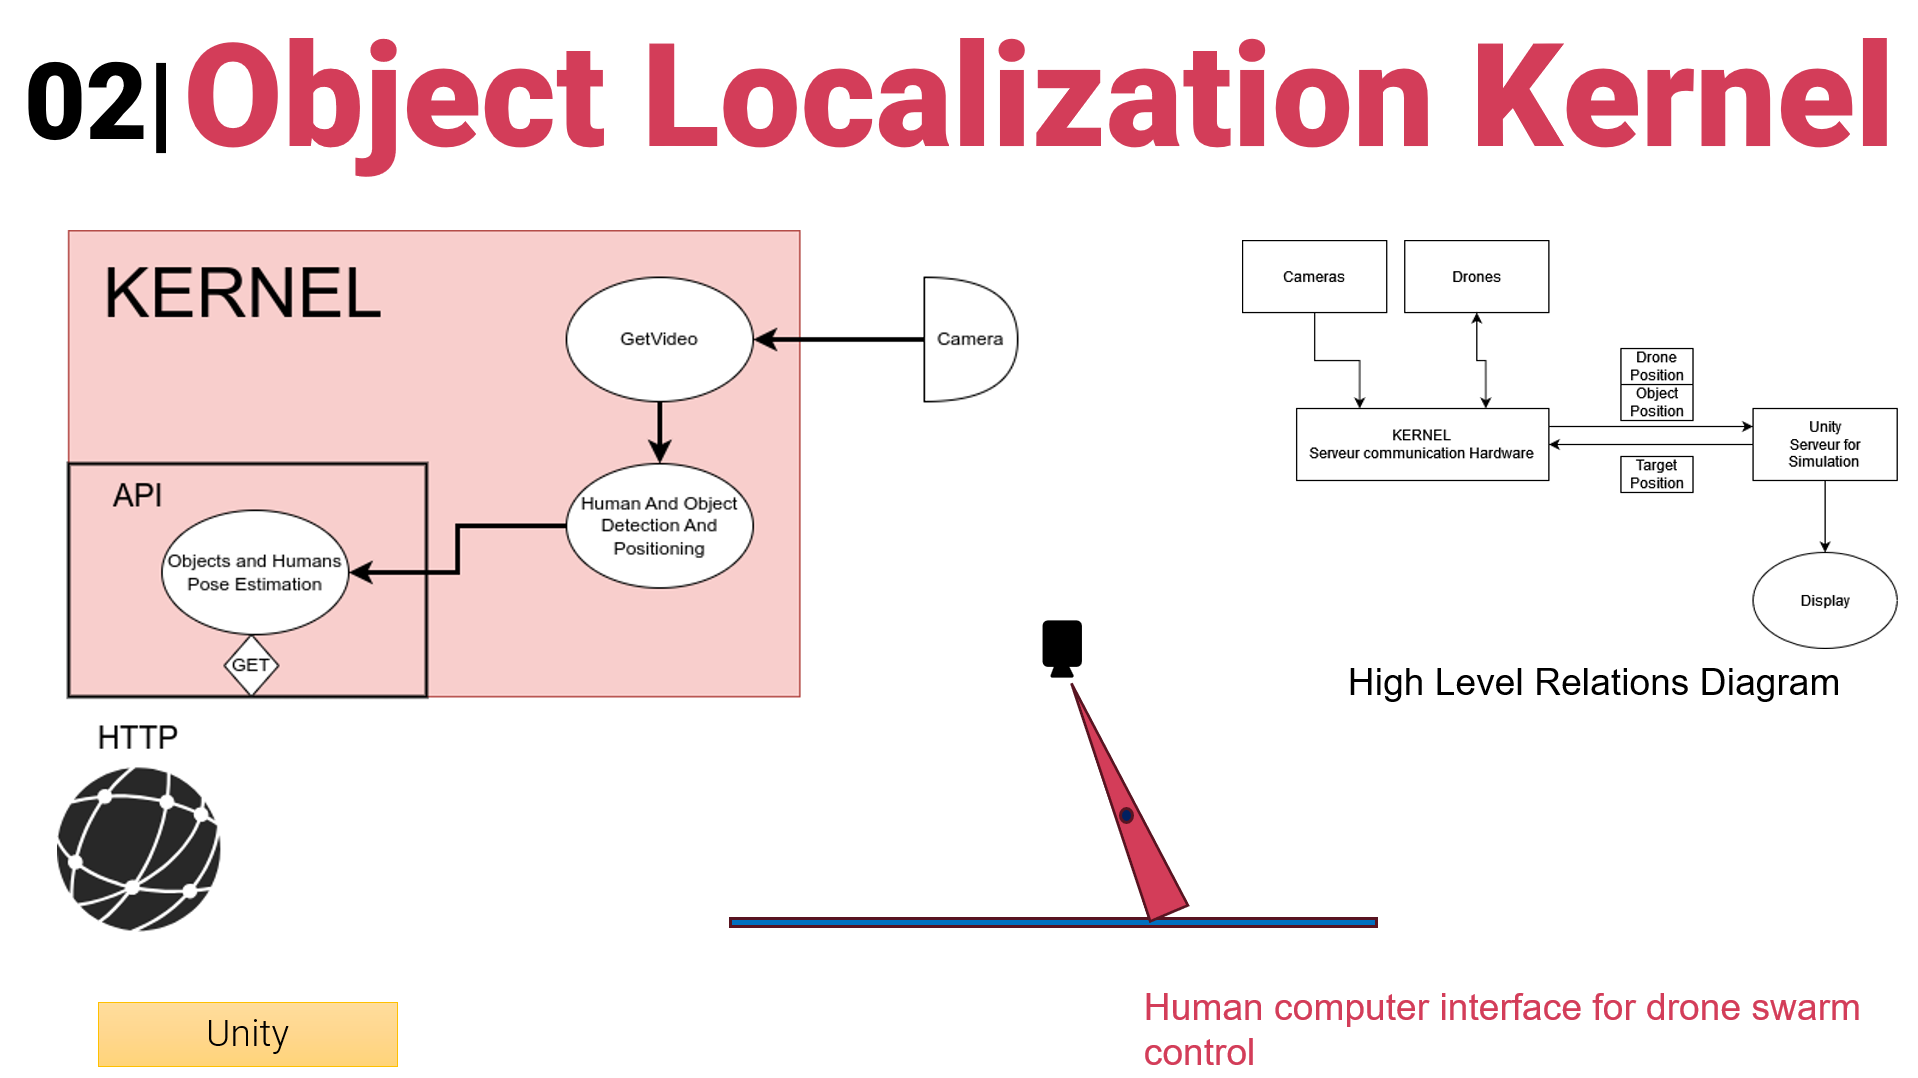 02|Object Localization Kernel
KERNEL
GetVideo
Camera
Human And Object
Detection And
Positioning
API
Objects and Humans
Pose Estimation
GET
HTTP
Unity
Cameras
Drones
Drone
Position
Object
Position
KERNEL
Serveur communication Hardware
Unity
Serveur for
Simulation
Target
Position
Display
High Level Relations Diagram
Human computer interface for drone swarm
control